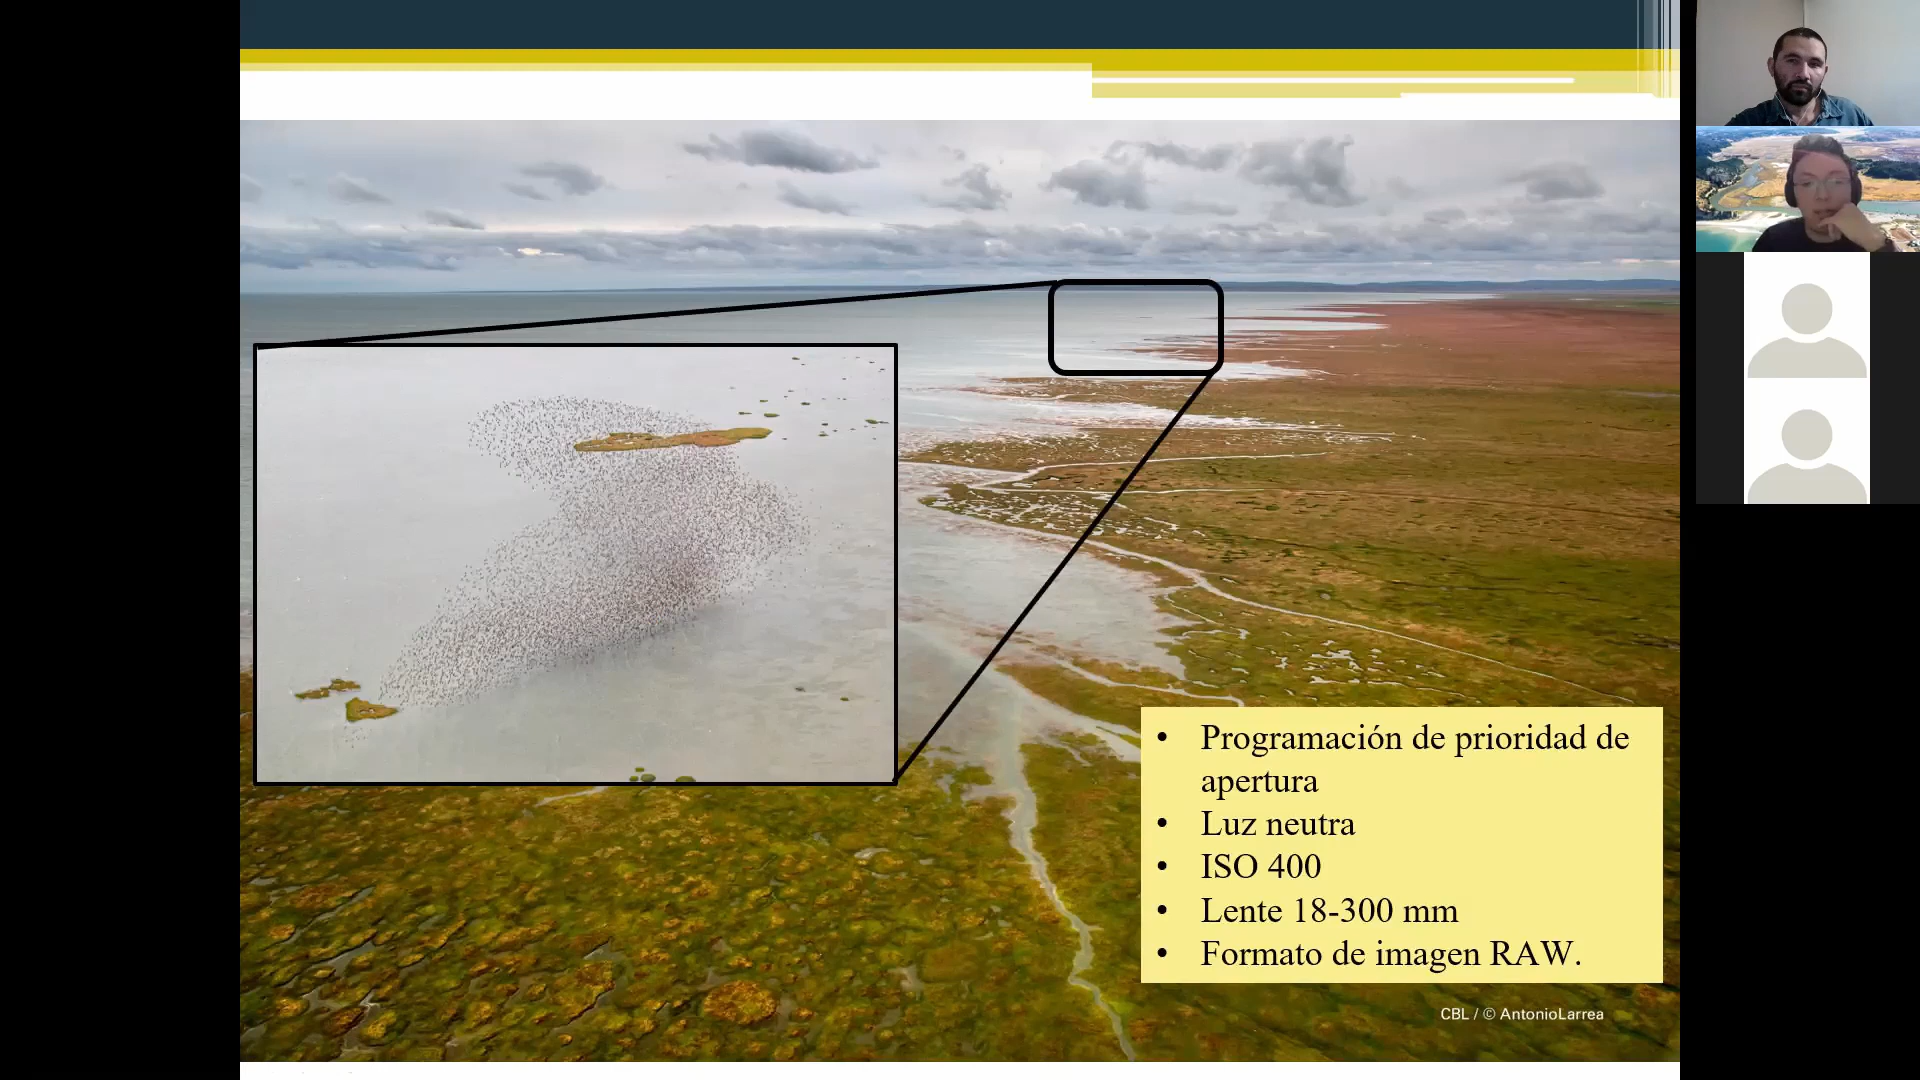 • Programación de prioridad de
apertura
• Luz neutra
• ISO 400
• Lente 18-300 mm
• Formato de imagen RAW.
CBL / © AntonioLarrea